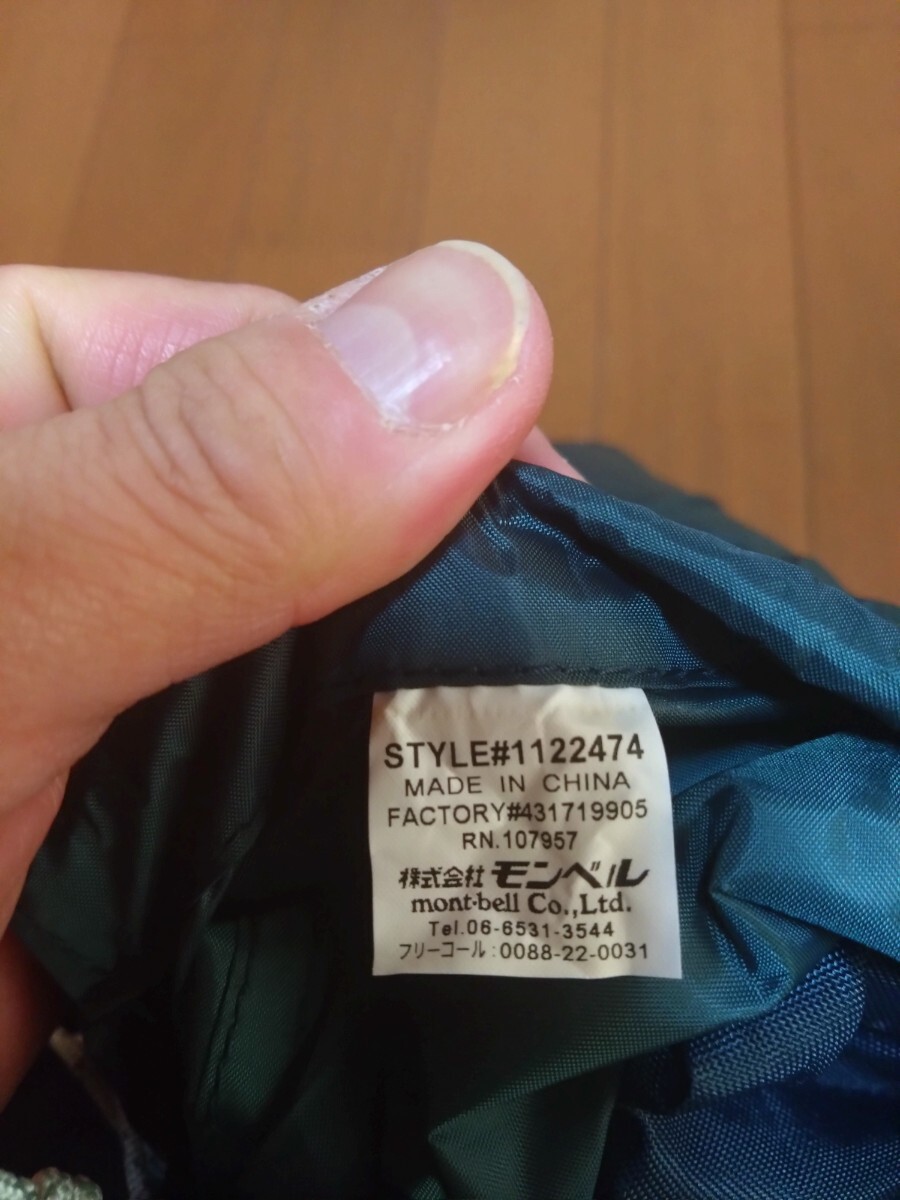 STYLE#1122474
MADE IN CHINA
FACTORY#431719905
RN.107957
株式会社 モンベル
mont-bell Co.,Ltd.
Tel.06-6531-3544
フリーコール:0088-22-0031